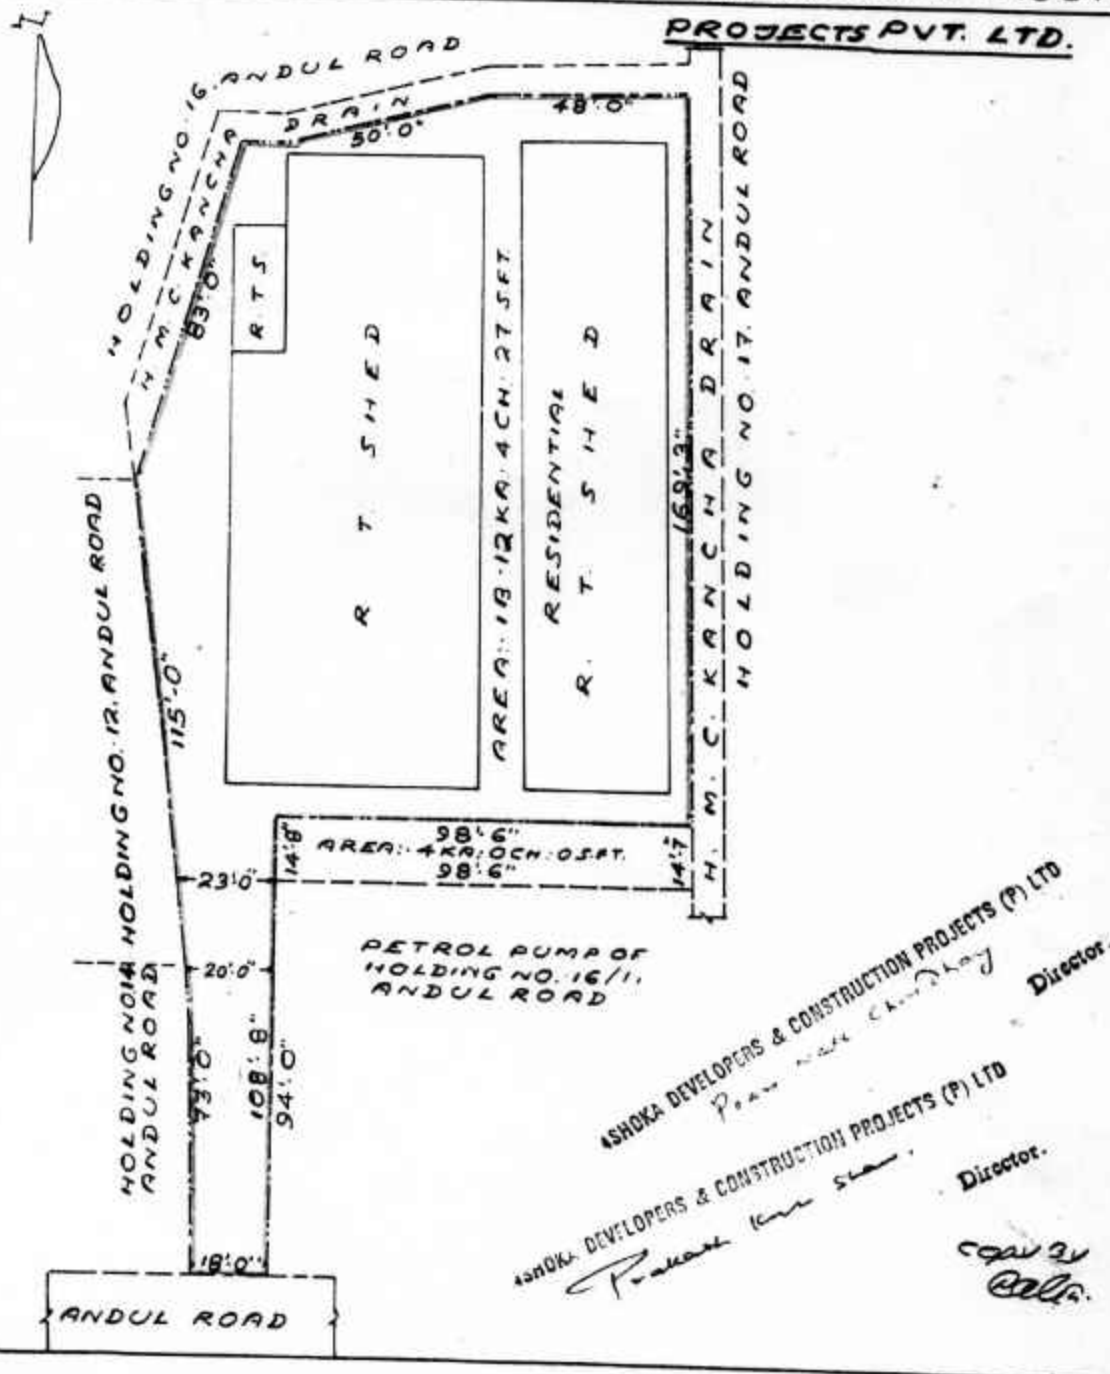 PROJECTS PVT. LTD.
HOLDING NO. 16. ANDUL ROAD
H. M. C. KANCHA DRAIN
50'.0"
48'.0"
83'.0"
R.T.S.
R T SHED
AREA:- 1B-12KA: 4CH: 27 SFT.
RESIDENTIAL
R. T. SHED
169'.3"
H. M. C. KANCHA DRAIN
HOLDING NO. 17. ANDUL ROAD
HOLDING NO. 12. ANDUL ROAD
115'-0"
14'.8"
98'.6"
AREA:- 4KA: 0CH: 0SFT.
98'.6"
14'.7"
23'.0"
20'.0"
PETROL PUMP OF
HOLDING NO. 16/1,
ANDUL ROAD
HOLDING NO.14
ANDUL ROAD
73'.0"
108'.8"
94'.0"
18'.0"
ANDUL ROAD
ASHOKA DEVELOPERS & CONSTRUCTION PROJECTS (P) LTD
Director.
ASHOKA DEVELOPERS & CONSTRUCTION PROJECTS (P) LTD
Director.
COPY BY